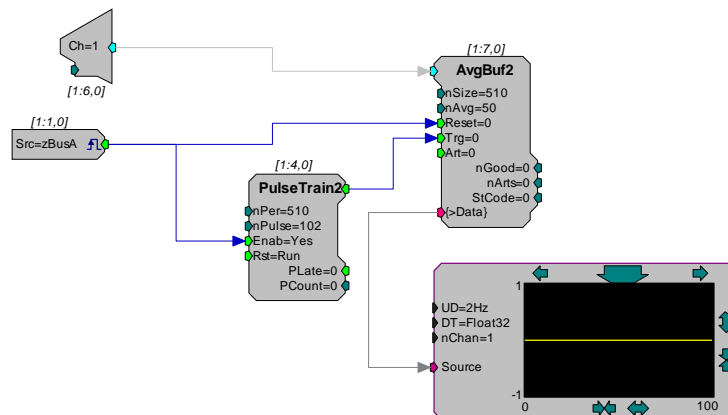 Ch=1
[1:6,0]
[1:1,0]
Src=zBusA
[1:4,0]
PulseTrain2
nPer=510
nPulse=102
Enab=Yes
Rst=Run
PLate=0
PCount=0
[1:7,0]
AvgBuf2
nSize=510
nAvg=50
Reset=0
Trg=0
Art=0
nGood=0
nArts=0
StCode=0
{>Data}
UD=2Hz
DT=Float32
nChan=1
Source
1
-1
0
100